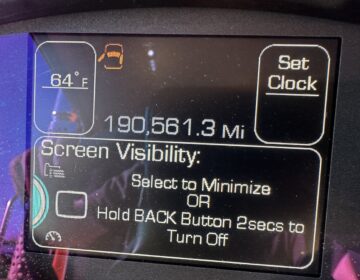 64°F
Set
Clock
190,561.3 Mi
Screen Visibility:
Select to Minimize
OR
Hold BACK Button 2secs to
Turn Off